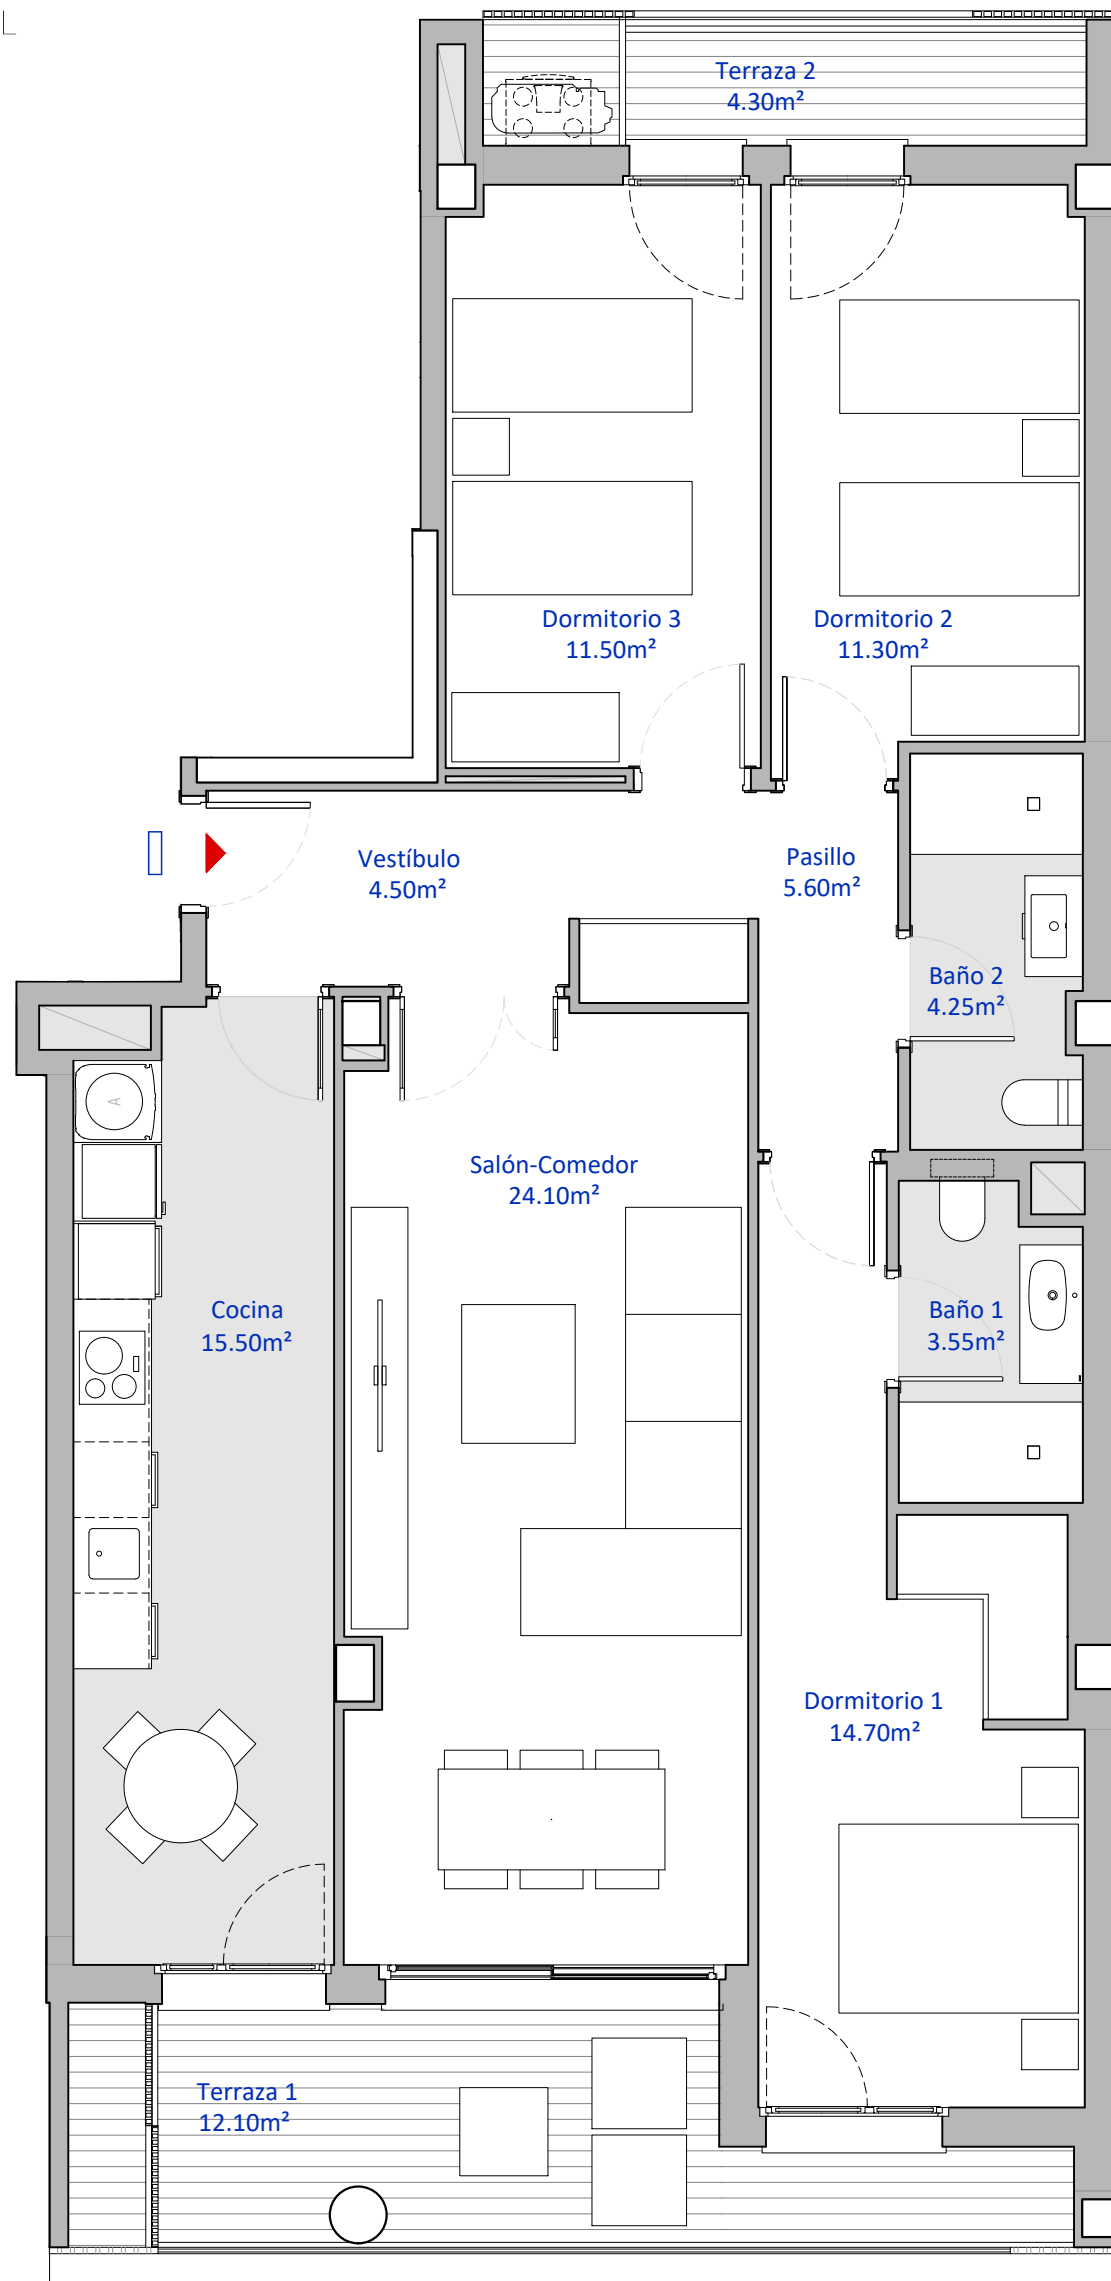 Terraza 2
4.30m²
Dormitorio 3
11.50m²
Dormitorio 2
11.30m²
Vestíbulo
4.50m²
Pasillo
5.60m²
Baño 2
4.25m²
A
Salón-Comedor
24.10m²
Cocina
15.50m²
Baño 1
3.55m²
Dormitorio 1
14.70m²
Terraza 1
12.10m²